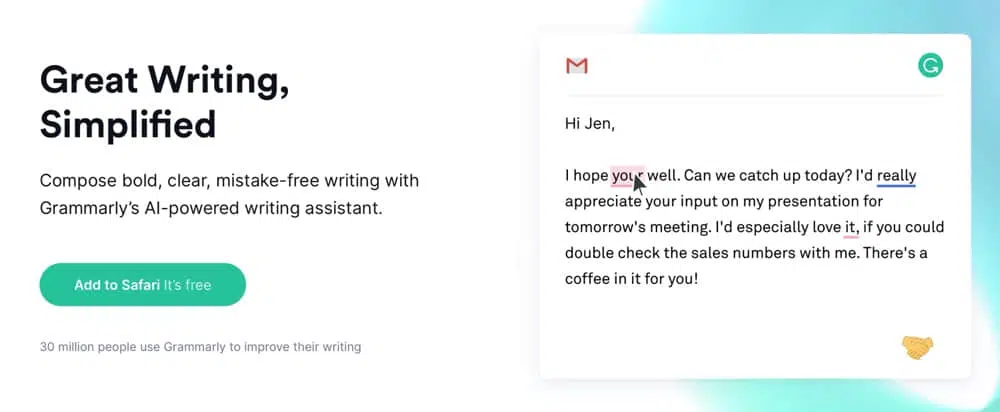 Great Writing,
Simplified
Compose bold, clear, mistake-free writing with
Grammarly's AI-powered writing assistant.
Add to Safari It's free
30 million people use Grammarly to improve their writing
Hi Jen,
I hope your well. Can we catch up today? I'd really
appreciate your input on my presentation for
tomorrow's meeting. I'd especially love it, if you could
double check the sales numbers with me. There's a
coffee in it for you!